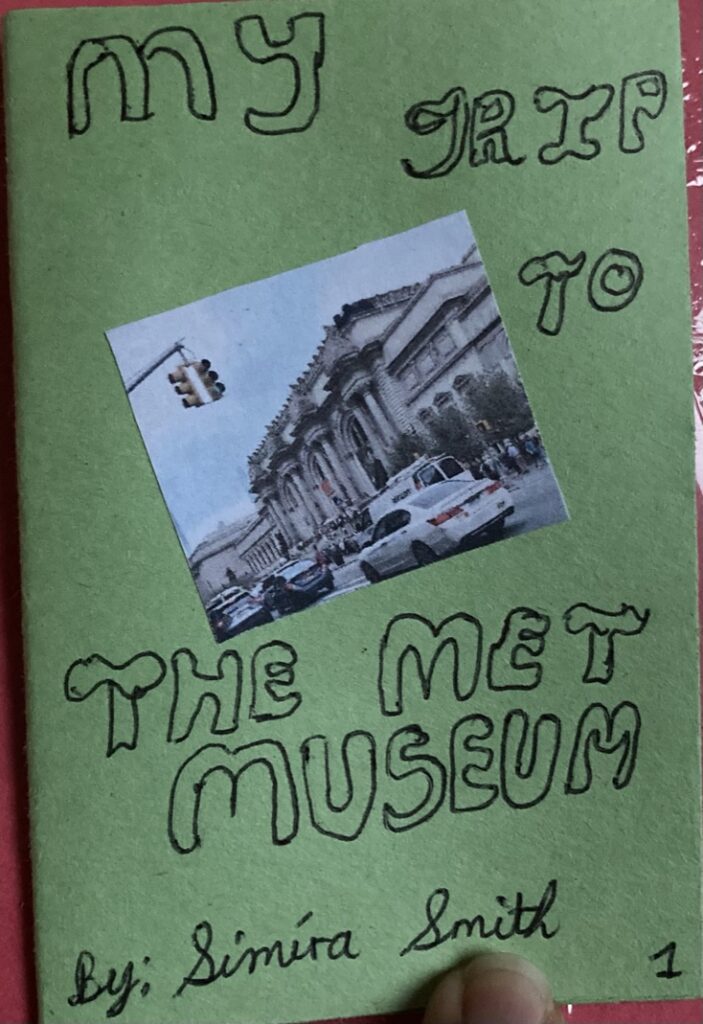 MY
TRIP
TO
THE MET
MUSEUM
By: Simira Smith
1